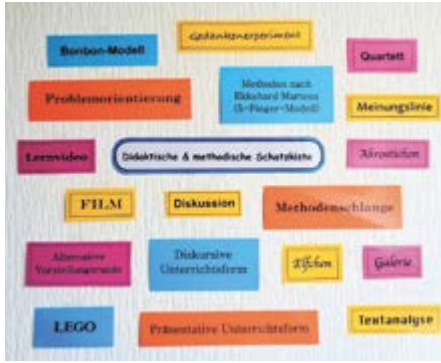 Gedankenexperiment
Bonbon-Modell
Quartett
Problemorientierung
Methoden nach
Ekkehard Martens
(5-Finger-Modell)
Meinungslinie
Lernvideo
Didaktische & methodische Schatzkiste
Akrostichon
FILM
Diskussion
Methodenschlange
Alternative
Vorstellungsrunde
Diskursive
Unterrichtsform
Elfchen
Galerie
LEGO
Präsentative Unterrichtsform
Textanalyse